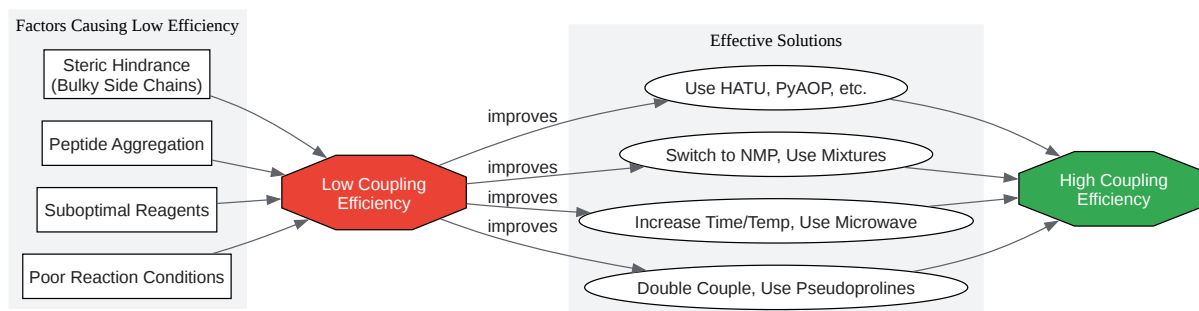 Factors Causing Low Efficiency
Steric Hindrance
(Bulky Side Chains)
Peptide Aggregation
Suboptimal Reagents
Poor Reaction Conditions
Low Coupling
Efficiency
improves
improves
improves
improves
Effective Solutions
Use HATU, PyAOP, etc.
Switch to NMP, Use Mixtures
Increase Time/Temp, Use Microwave
Double Couple, Use Pseudoprolines
High Coupling
Efficiency